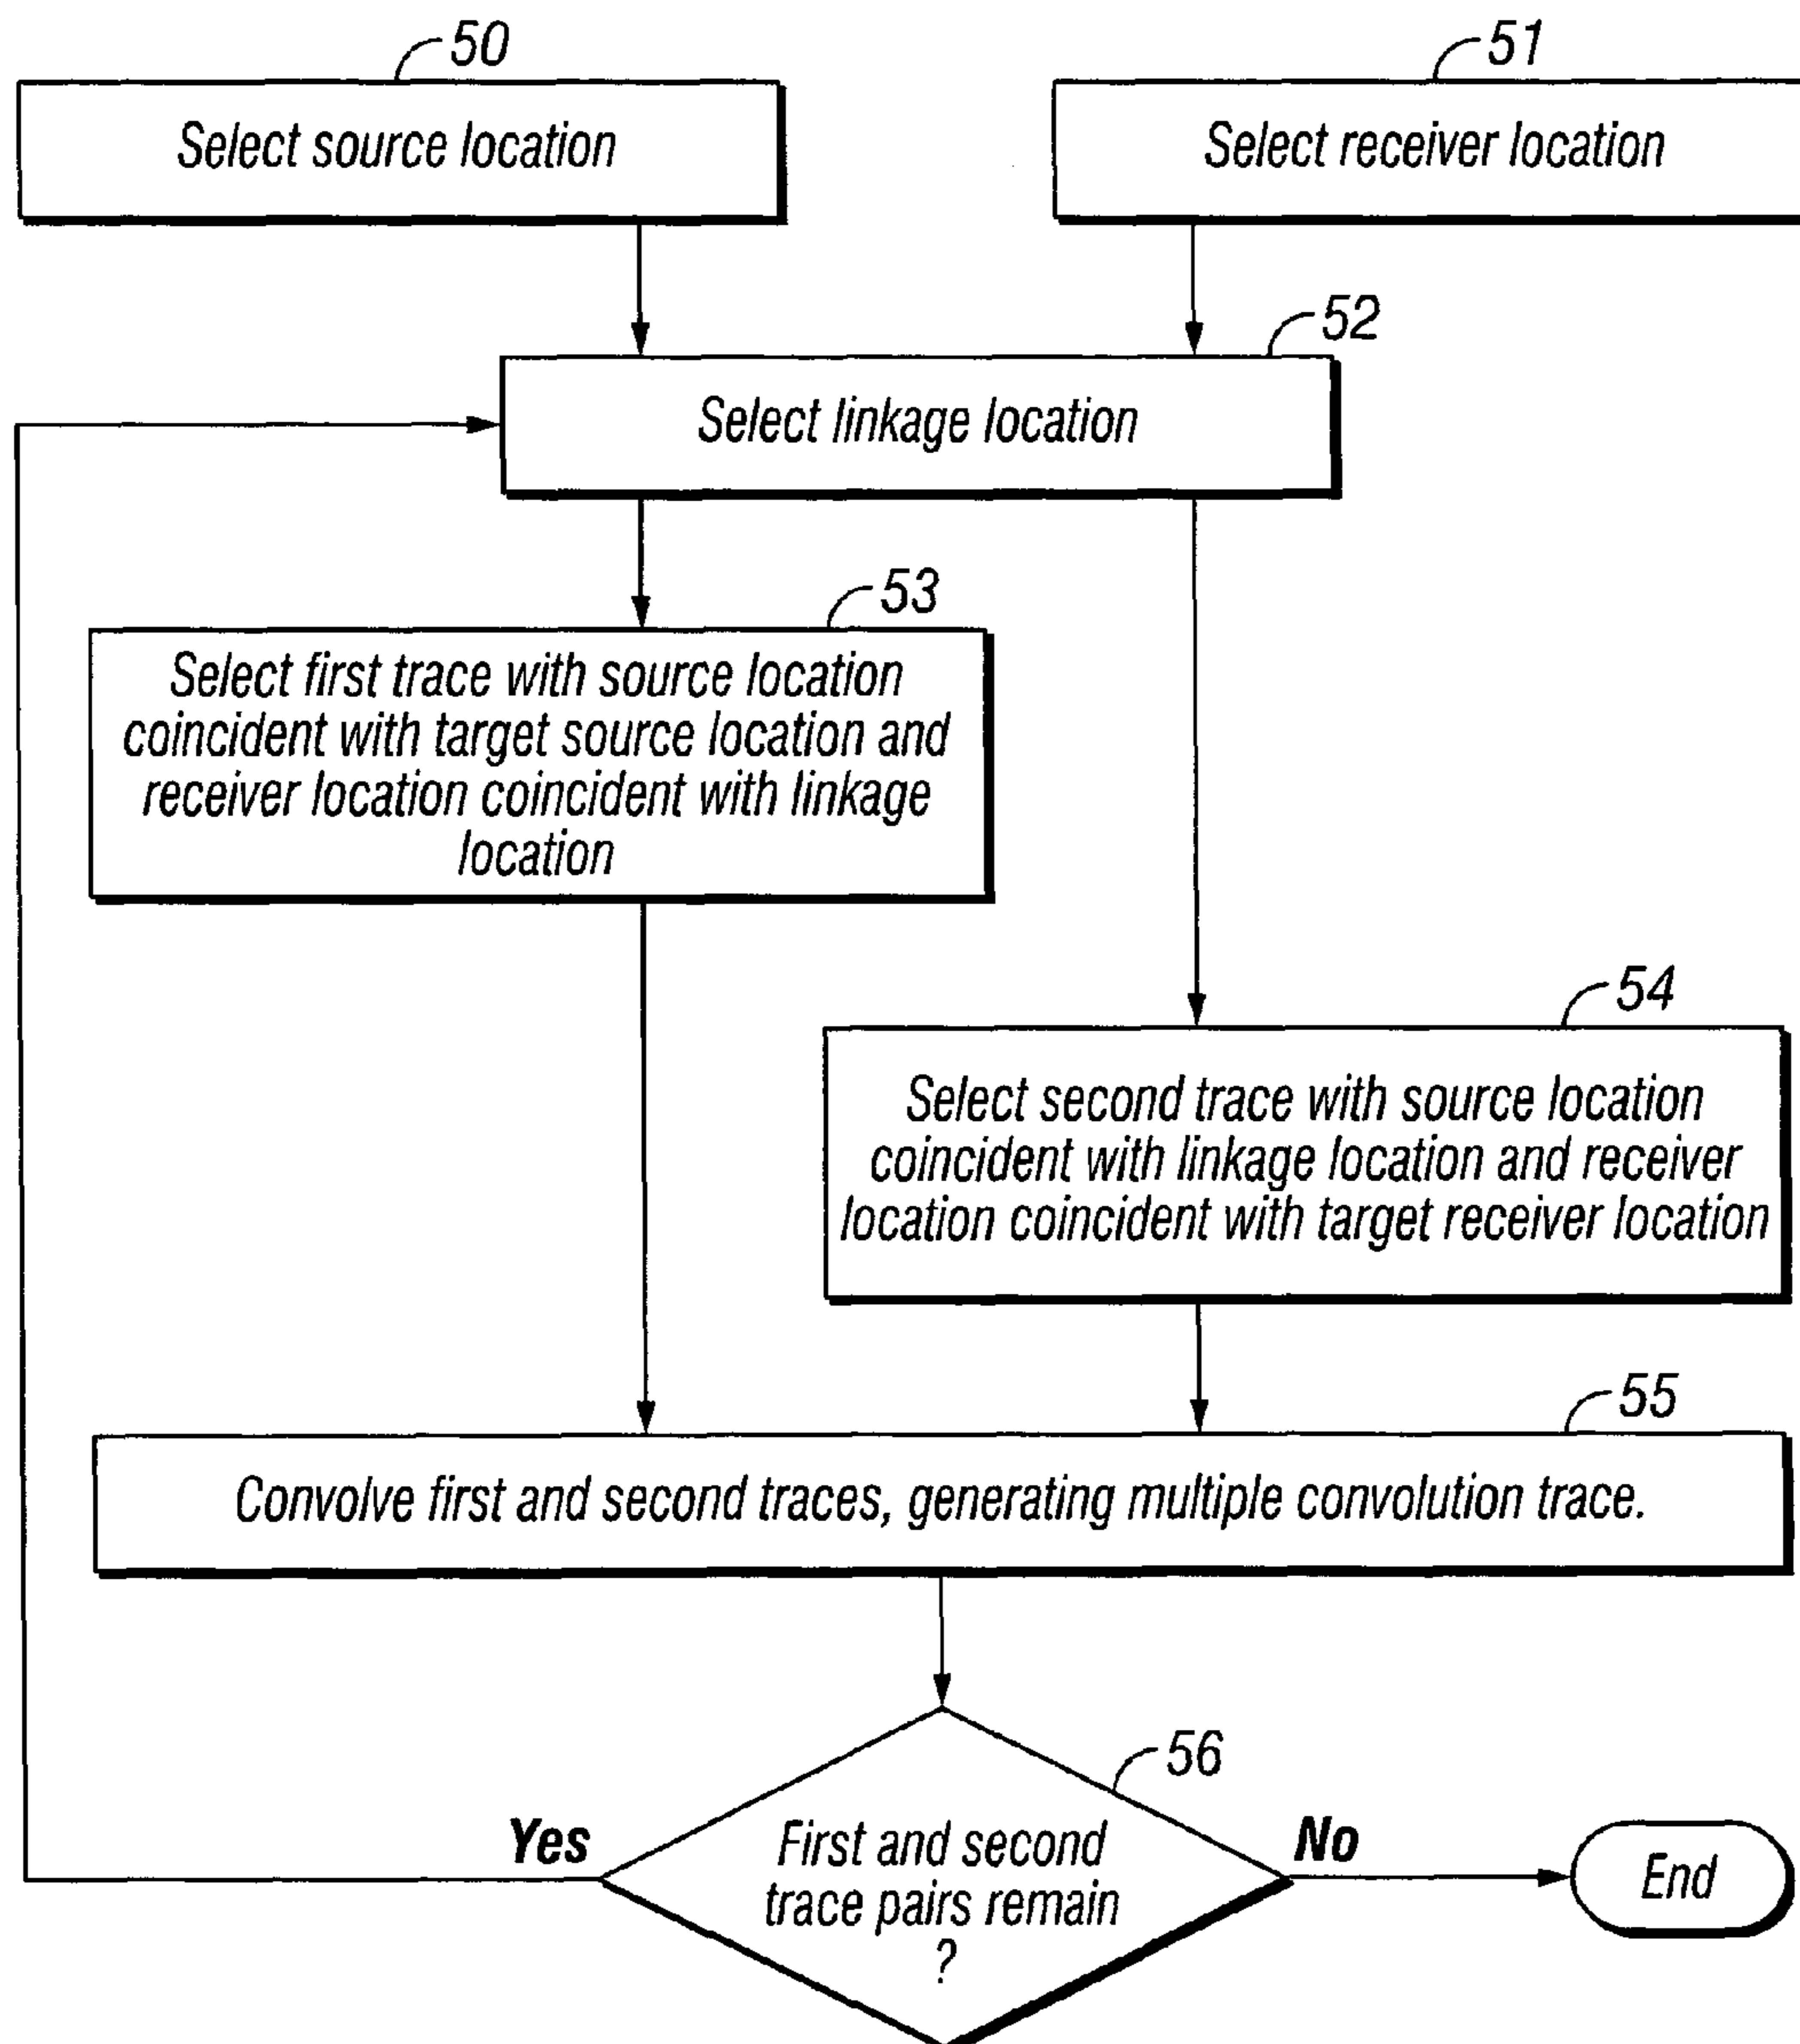 50
Select source location
51
Select receiver location
52
Select linkage location
53
Select first trace with source location
coincident with target source location and
receiver location coincident with linkage
location
54
Select second trace with source location
coincident with linkage location and receiver
location coincident with target receiver location
55
Convolve first and second traces, generating multiple convolution trace.
56
First and second
trace pairs remain
?
Yes
No
End